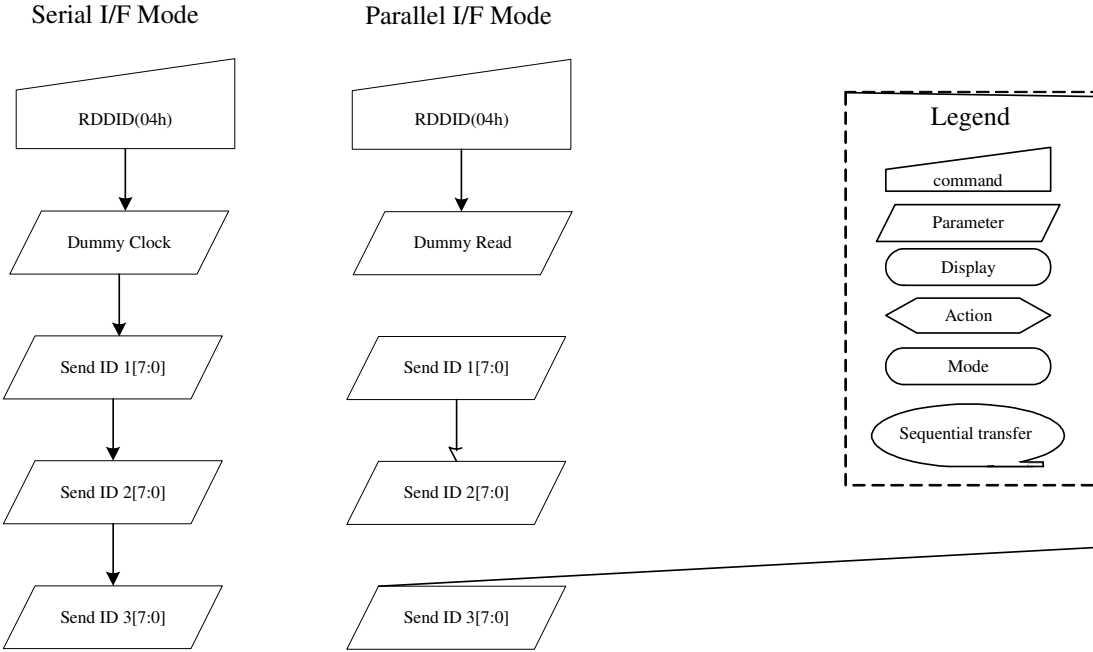 Serial I/F Mode
RDDID(04h)
Dummy Clock
Send ID 1[7:0]
Send ID 2[7:0]
Send ID 3[7:0]
Parallel I/F Mode
RDDID(04h)
Dummy Read
Send ID 1[7:0]
Send ID 2[7:0]
Send ID 3[7:0]
Legend
command
Parameter
Display
Action
Mode
Sequential transfer